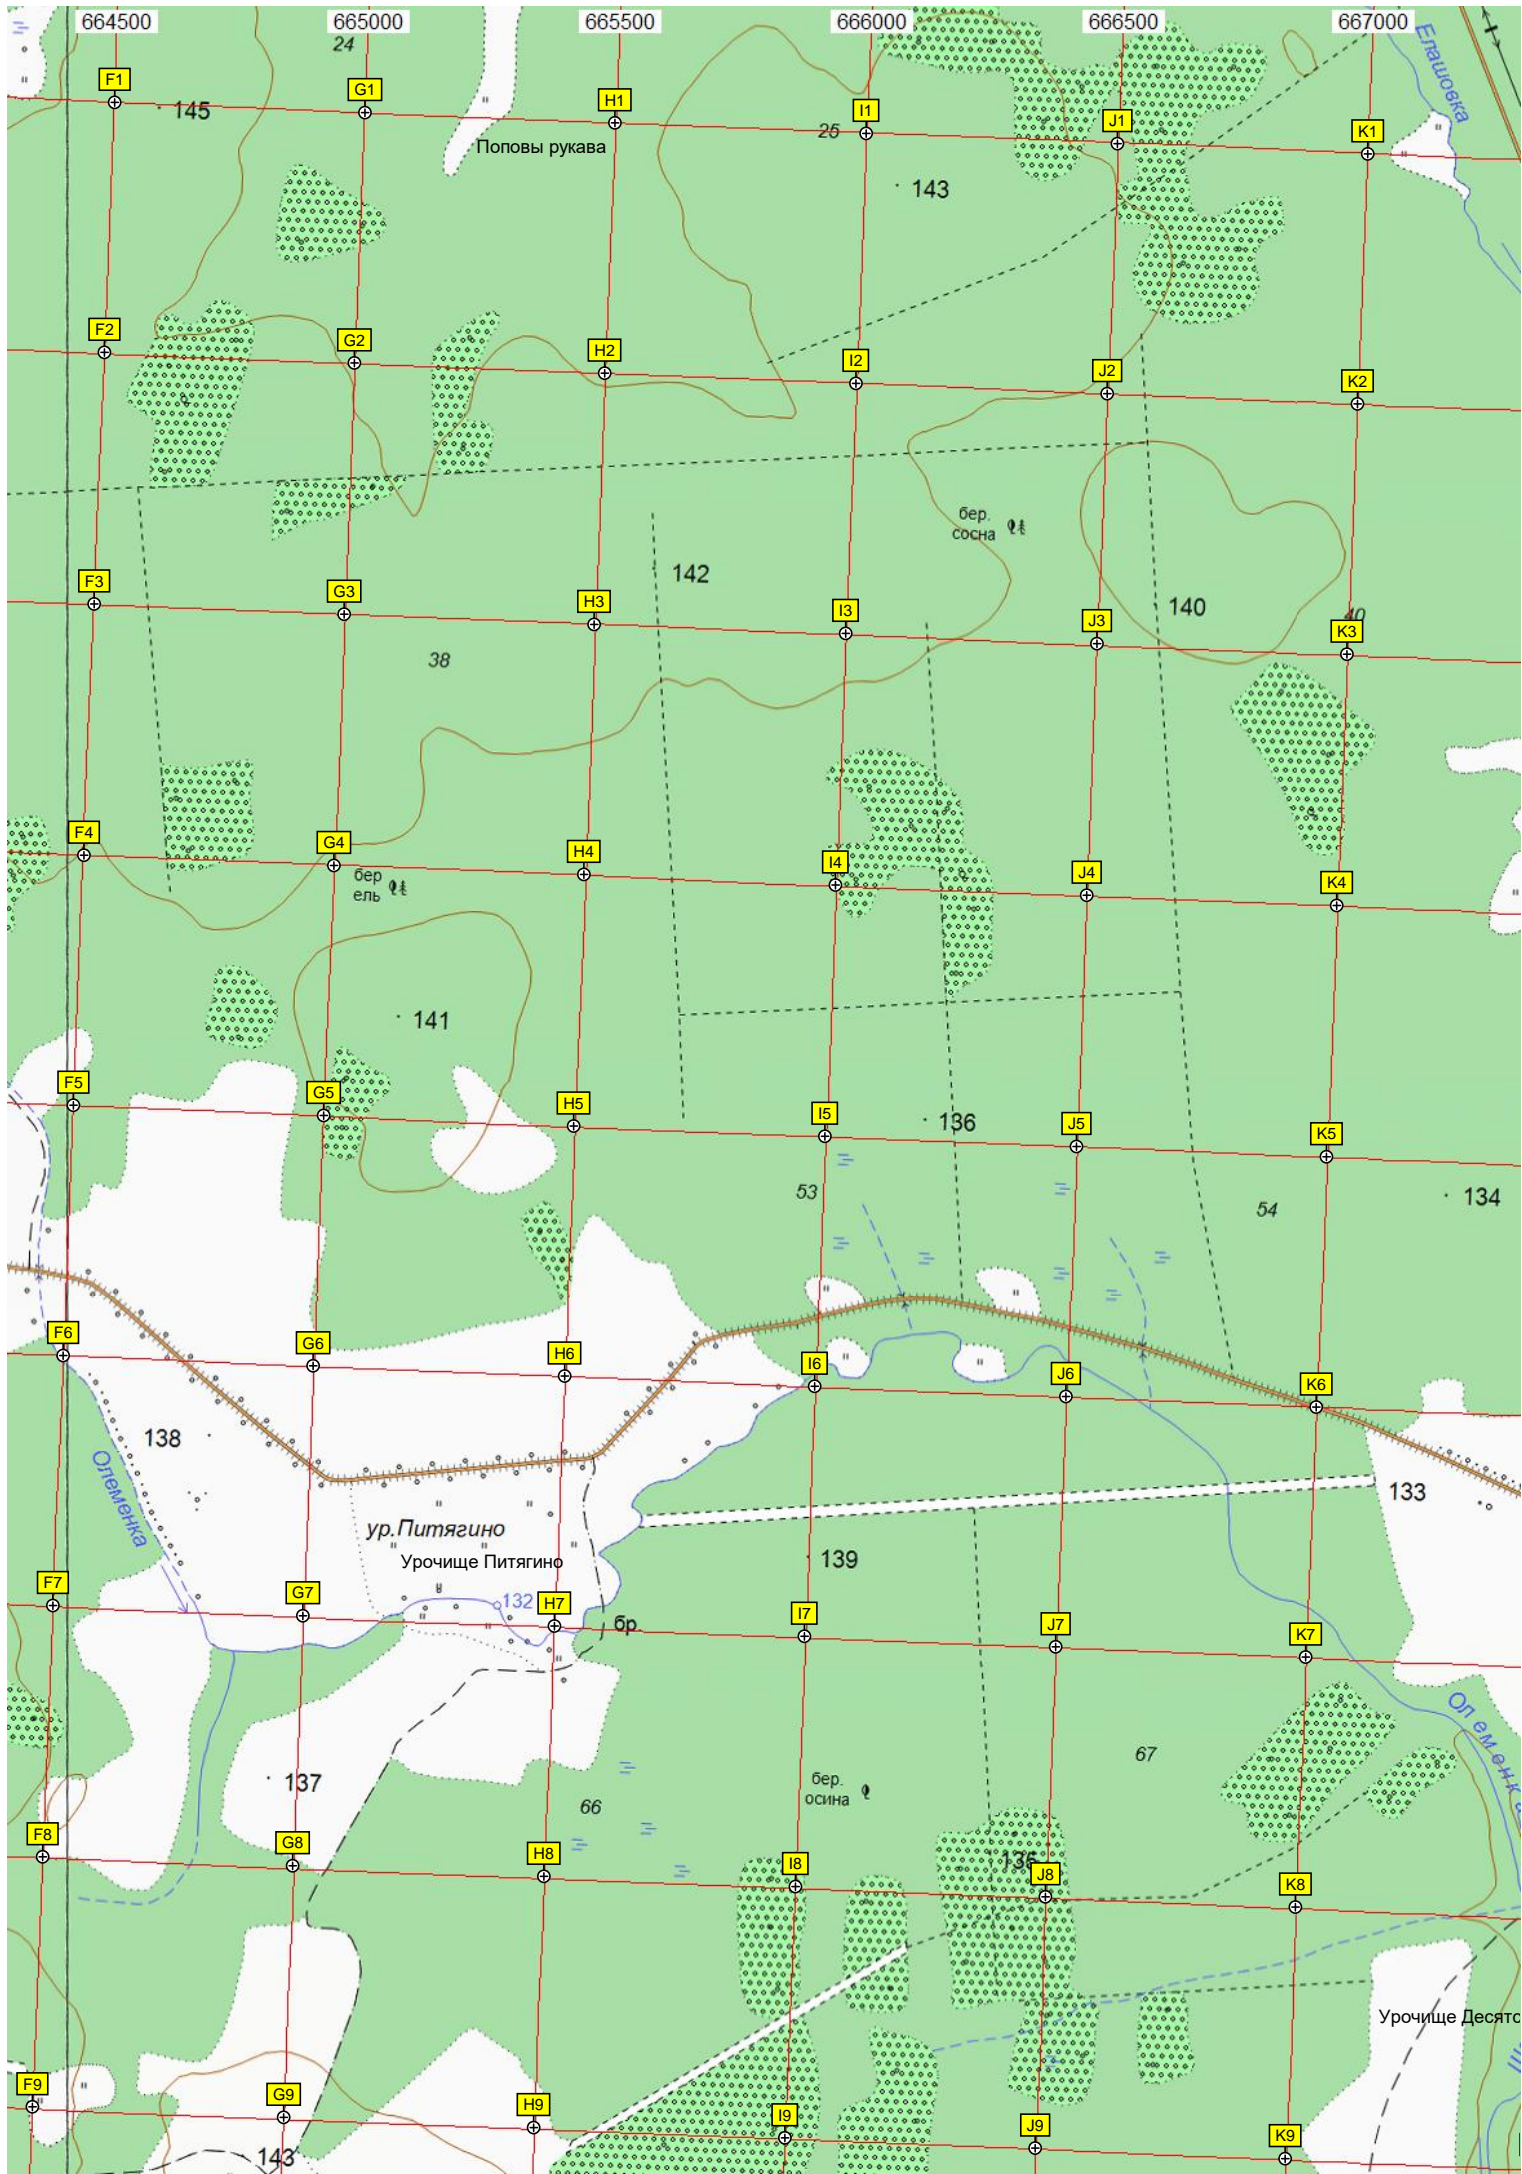 664500 665000 665500 666000 666500 667000
24
Елашовка
F1 G1 H1 I1 J1 K1
145
25
Поповы рукава
143
F2 G2 H2 I2 J2 K2
бер.
сосна
142
F3 G3 H3 I3 J3 K3
140
40
38
F4 G4 H4 I4 J4 K4
бер
ель
141
F5 G5 H5 I5 J5 K5
136
53
54
134
F6 G6 H6 I6 J6 K6
138
Олеменка
133
ур.Питягино
Урочище Питягино
139
F7 G7 H7 I7 J7 K7
132
бр
Олеменка
67
137
66
бер.
осина
F8 G8 H8 I8 J8 K8
Урочище Десято
F9 G9 H9 I9 J9 K9
143